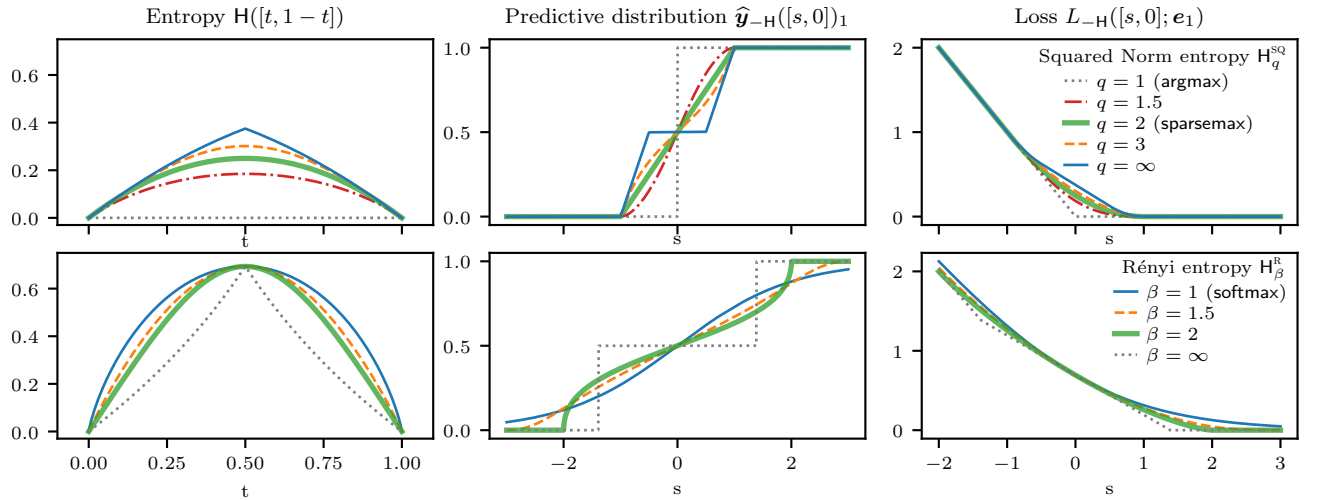 Entropy H([t, 1 − t])
0.6
0.4
0.2
0.0
t
Predictive distribution ŷ₋H([s, 0])₁
1.0
0.5
0.0
s
Loss L₋H([s, 0]; e₁)
2
1
0
s
Squared Norm entropy H_q^SQ
q = 1 (argmax)
q = 1.5
q = 2 (sparsemax)
q = 3
q = ∞
0.6
0.4
0.2
0.0
0.00 0.25 0.50 0.75 1.00
t
1.0
0.5
0.0
−2 0 2
s
2
1
0
−2 −1 0 1 2 3
s
Rényi entropy H_β^R
β = 1 (softmax)
β = 1.5
β = 2
β = ∞